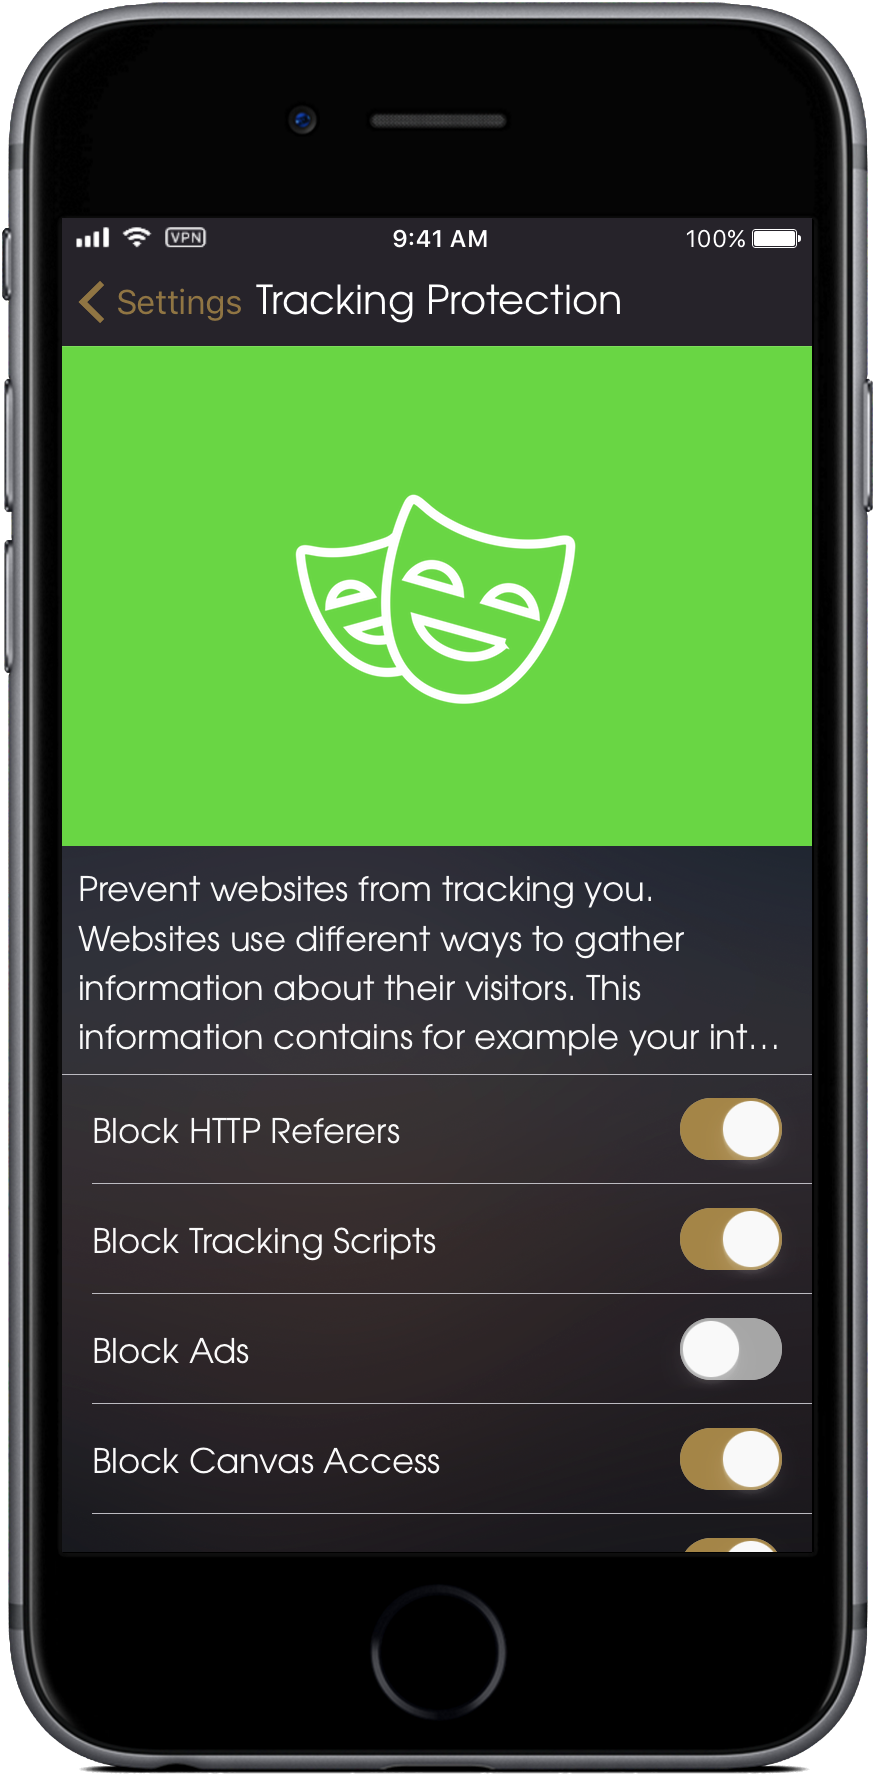 VPN 9:41 AM 100%
Settings Tracking Protection
Prevent websites from tracking you.
Websites use different ways to gather
information about their visitors. This
information contains for example your int…
Block HTTP Referers
Block Tracking Scripts
Block Ads
Block Canvas Access